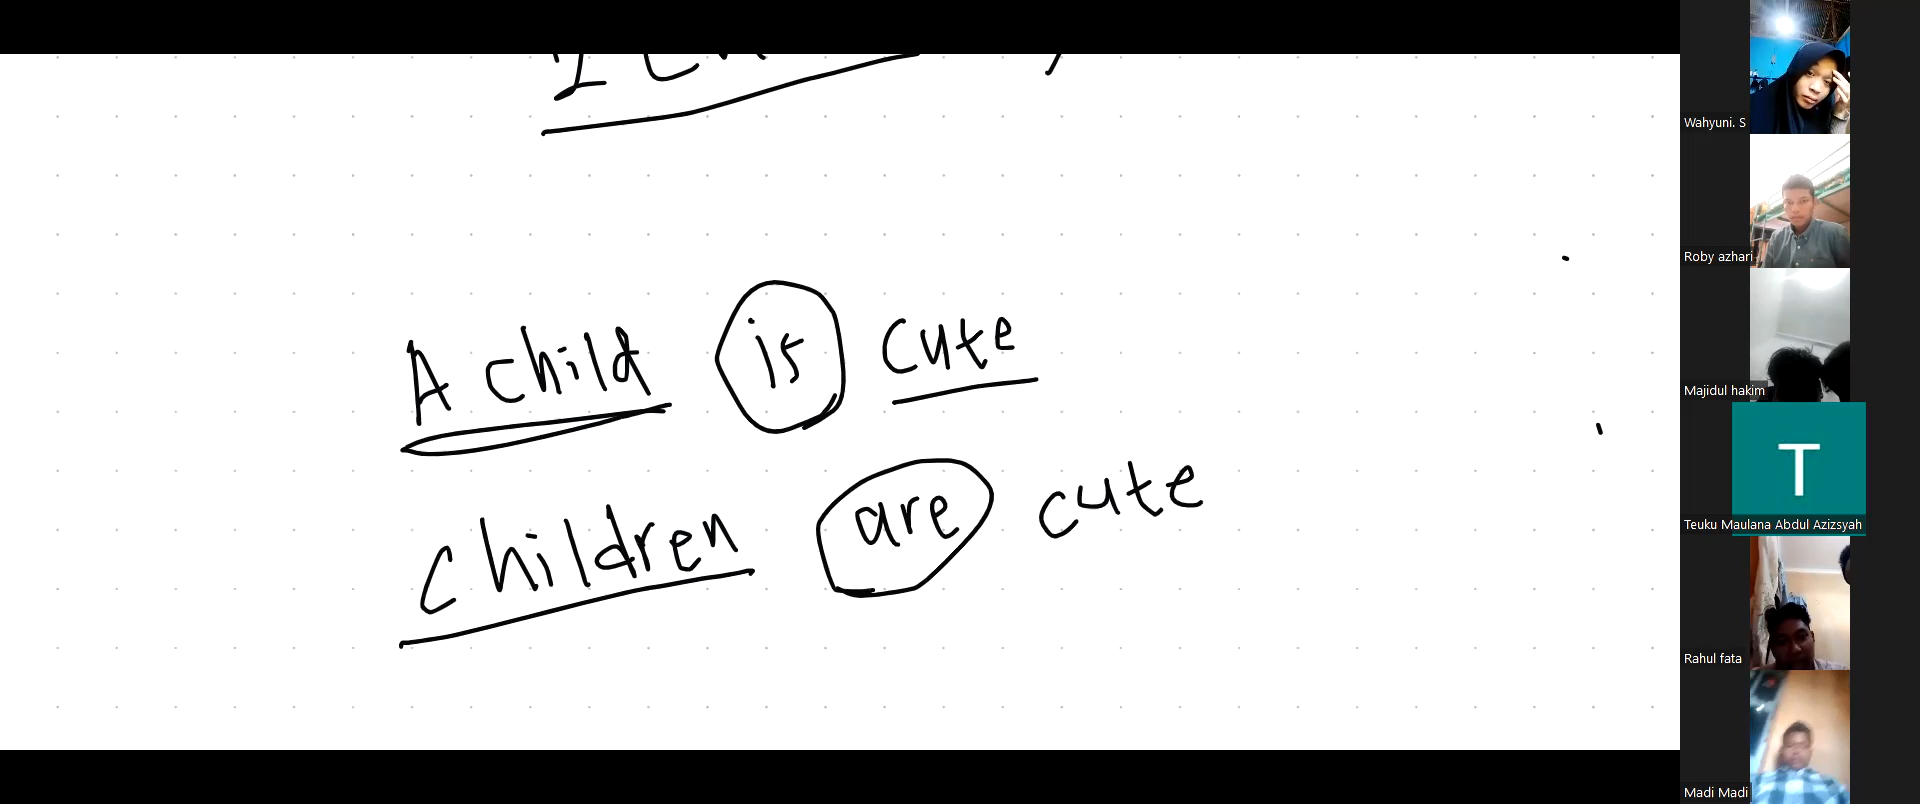 A child is cute
children are cute
Wahyuni. S
Roby azhari
Majidul hakim
T
Teuku Maulana Abdul Azizsyah
Rahul fata
Madi Madi